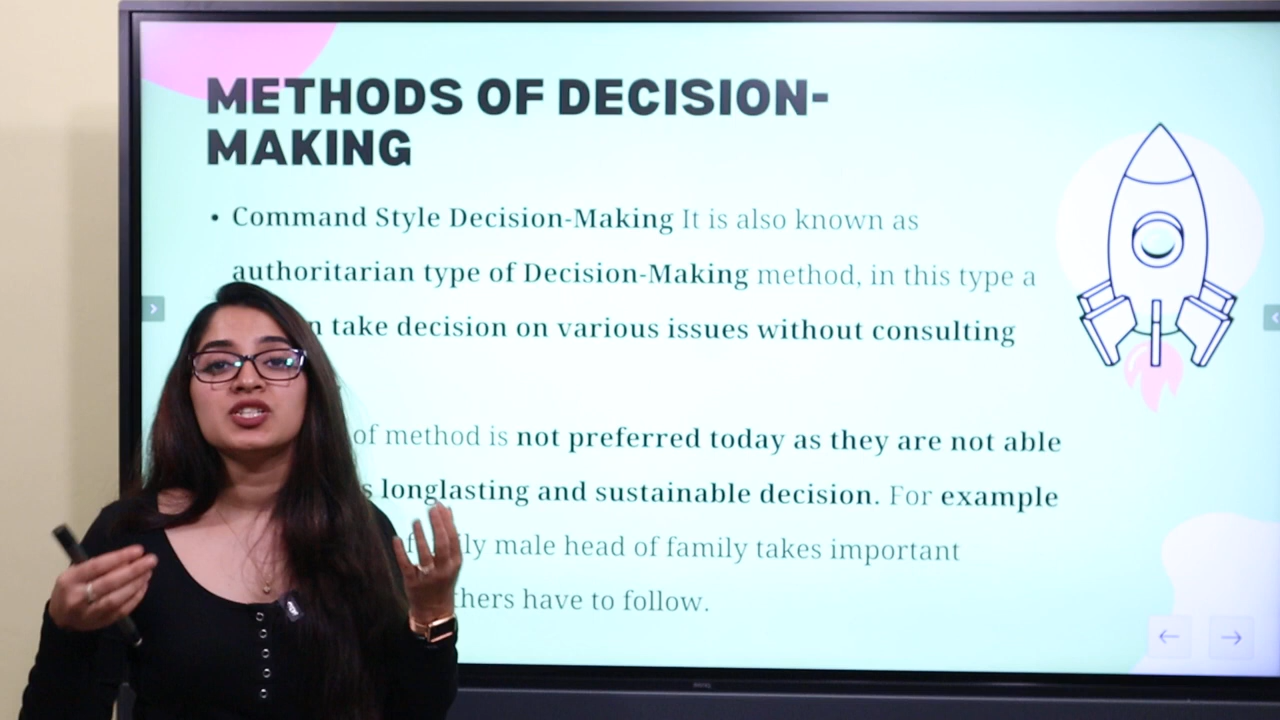 METHODS OF DECISION-
MAKING
• Command Style Decision-Making It is also known as
authoritarian type of Decision-Making method, in this type a
take decision on various issues without consulting
of method is not preferred today as they are not able
longlasting and sustainable decision. For example
male head of family takes important
have to follow.